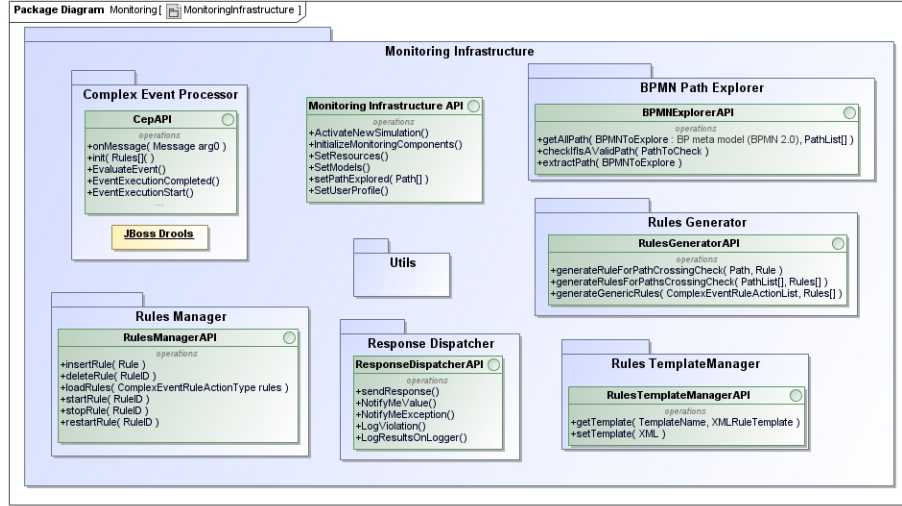 Package Diagram Monitoring [ MonitoringInfrastructure ]
Monitoring Infrastructure
Complex Event Processor
CepAPI
operations
+onMessage( Message arg0 )
+init( Rules[] )
+EvaluateEvent()
+EventExecutionCompleted()
+EventExecutionStart()
...
JBoss Drools
Monitoring Infrastructure API
operations
+ActivateNewSimulation()
+InitializeMonitoringComponents()
+SetResources()
+SetModels()
+setPathExplored( Path[] )
+SetUserProfile()
BPMN Path Explorer
BPMNExplorerAPI
operations
+getAllPath( BPMNToExplore : BP meta model (BPMN 2.0), PathList[] )
+checkIfIsAValidPath( PathToCheck )
+extractPath( BPMNToExplore )
Rules Generator
RulesGeneratorAPI
operations
+generateRuleForPathCrossingCheck( Path, Rule )
+generateRulesForPathsCrossingCheck( PathList[], Rules[] )
+generateGenericRules( ComplexEventRuleActionList, Rules[] )
Utils
Rules Manager
RulesManagerAPI
operations
+insertRule( Rule )
+deleteRule( RuleID )
+loadRules( ComplexEventRuleActionType rules )
+startRule( RuleID )
+stopRule( RuleID )
+restartRule( RuleID )
Response Dispatcher
ResponseDispatcherAPI
operations
+sendResponse()
+NotifyMeValue()
+NotifyMeException()
+LogViolation()
+LogResultsOnLogger()
Rules TemplateManager
RulesTemplateManagerAPI
operations
+getTemplate( TemplateName, XMLRuleTemplate )
+setTemplate( XML )